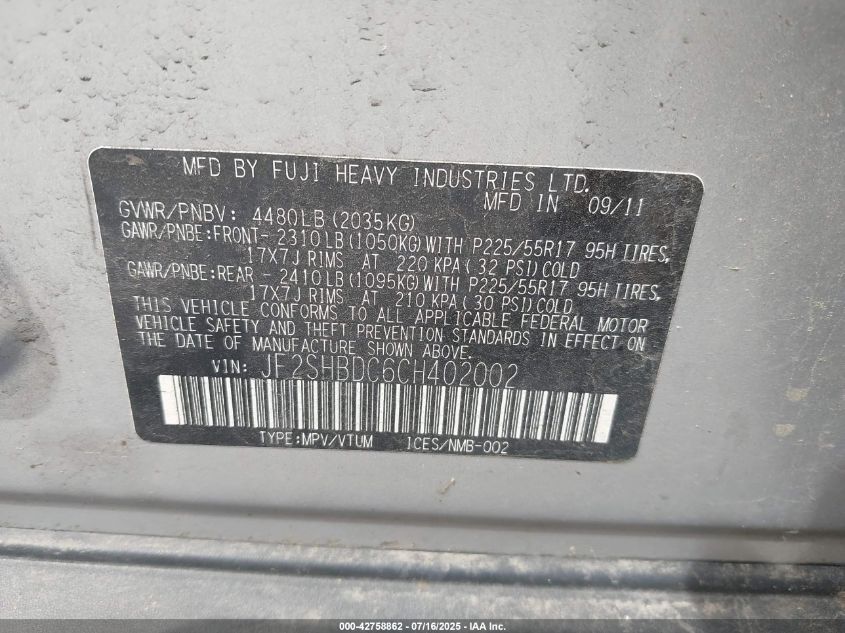 MFD BY FUJI HEAVY INDUSTRIES LTD.
MFD IN 09/11
GVWR/PNBV: 4480LB(2035KG)
GAWR/PNBE:FRONT- 2310LB(1050KG)WITH P225/55R17 95H TIRES,
17X7J RIMS AT 220 KPA( 32 PSI)COLD
GAWR/PNBE:REAR - 2410LB(1095KG)WITH P225/55R17 95H TIRES,
17X7J RIMS AT 210 KPA( 30 PSI)COLD
THIS VEHICLE CONFORMS TO ALL APPLICABLE FEDERAL MOTOR
VEHICLE SAFETY AND THEFT PREVENTION STANDARDS IN EFFECT ON
THE DATE OF MANUFACTURE SHOWN ABOVE.
VIN: JF2SHBDC6CH402002
TYPE:MPV/VTUM ICES/NMB-002
000-42758862 - 07/16/2025 - IAA Inc.